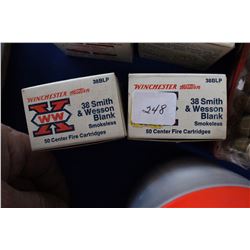 38BLP
WINCHESTER Western
38 Smith
& Wesson
Blank
Smokeless
X
WW
50 Center Fire Cartridges
38BLP
WINCHESTER Western
38 Smith
& Wesson
Blank
Smokeless
248
50 Center Fire Cartridges